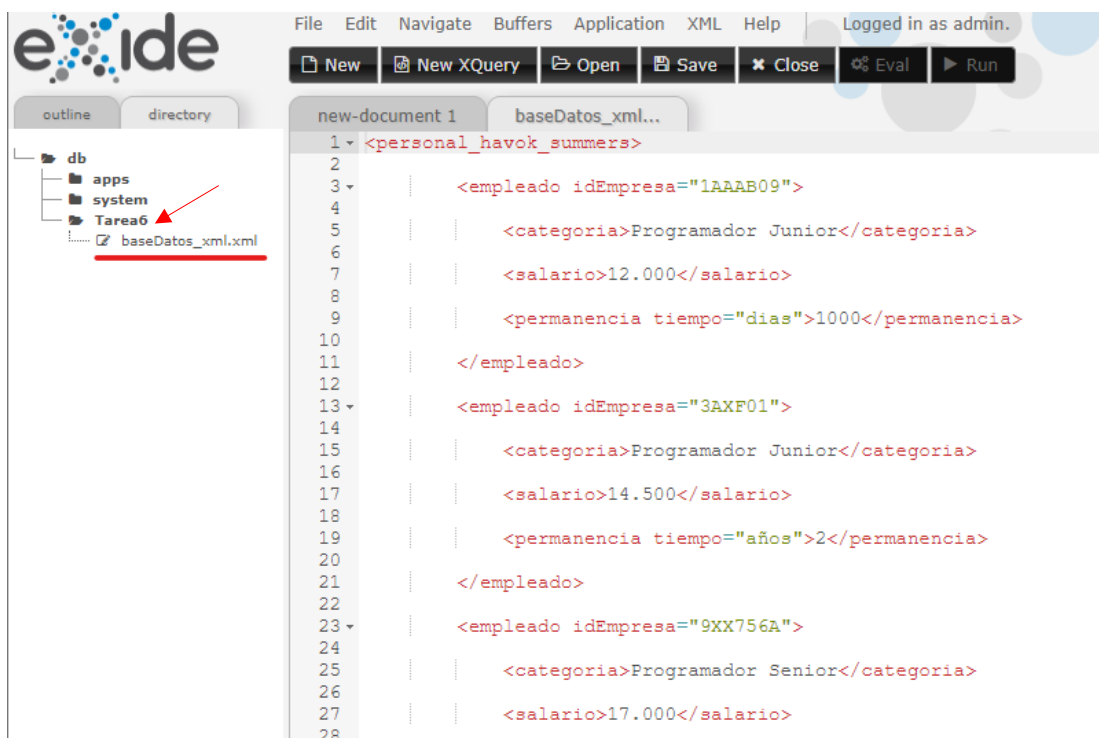 eXide
File Edit Navigate Buffers Application XML Help Logged in as admin.
New New XQuery Open Save Close Eval Run
outline directory
new-document 1 baseDatos_xml...
db
apps
system
Tarea6
baseDatos_xml.xml
1 <personal_havok_summers>
2
3 <empleado idEmpresa="1AAAB09">
4
5 <categoria>Programador Junior</categoria>
6
7 <salario>12.000</salario>
8
9 <permanencia tiempo="dias">1000</permanencia>
10
11 </empleado>
12
13 <empleado idEmpresa="3AXF01">
14
15 <categoria>Programador Junior</categoria>
16
17 <salario>14.500</salario>
18
19 <permanencia tiempo="años">2</permanencia>
20
21 </empleado>
22
23 <empleado idEmpresa="9XX756A">
24
25 <categoria>Programador Senior</categoria>
26
27 <salario>17.000</salario>
28